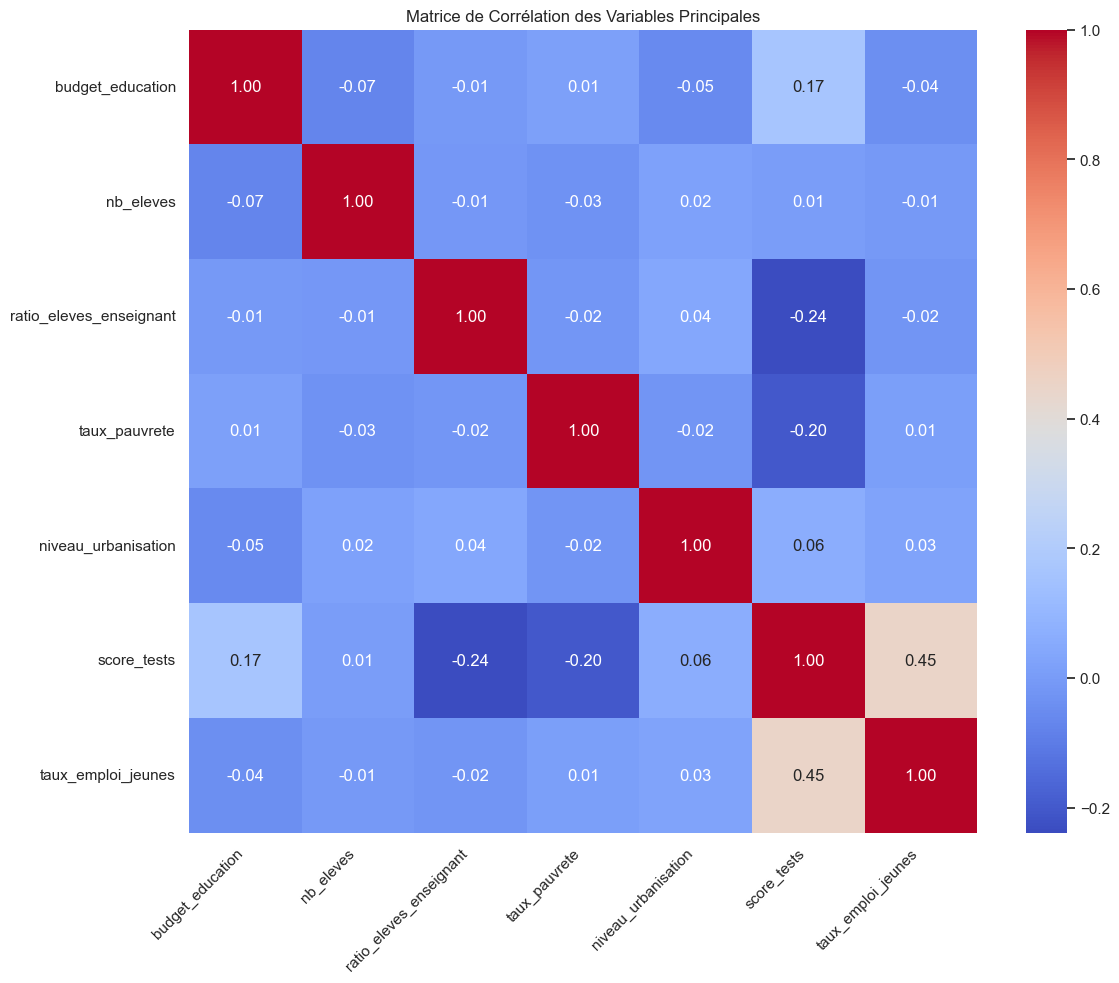 Matrice de Corrélation des Variables Principales
budget_education 1.00 -0.07 -0.01 0.01 -0.05 0.17 -0.04
nb_eleves -0.07 1.00 -0.01 -0.03 0.02 0.01 -0.01
ratio_eleves_enseignant -0.01 -0.01 1.00 -0.02 0.04 -0.24 -0.02
taux_pauvrete 0.01 -0.03 -0.02 1.00 -0.02 -0.20 0.01
niveau_urbanisation -0.05 0.02 0.04 -0.02 1.00 0.06 0.03
score_tests 0.17 0.01 -0.24 -0.20 0.06 1.00 0.45
taux_emploi_jeunes -0.04 -0.01 -0.02 0.01 0.03 0.45 1.00
budget_education
nb_eleves
ratio_eleves_enseignant
taux_pauvrete
niveau_urbanisation
score_tests
taux_emploi_jeunes
1.0
0.8
0.6
0.4
0.2
0.0
−0.2